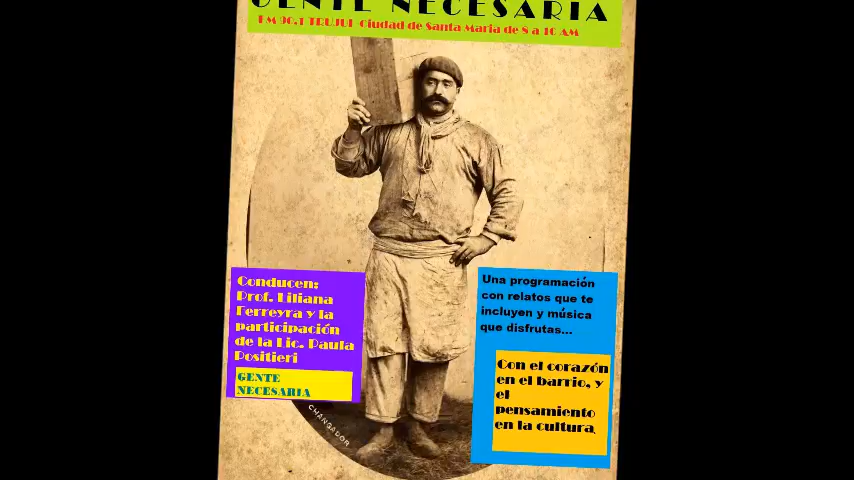 GENTE NECESARIA
FM 90.1 TRUJUI Ciudad de Santa Maria de 8 a 10 AM
Conducen:
Prof. Liliana
Ferreyra y la
participación
de la Lic. Paula
Positieri
GENTE
NECESARIA
Una programación
con relatos que te
incluyen y música
que disfrutas...
Con el corazón
en el barrio, y
el
pensamiento
en la cultura.
CHANGADOR